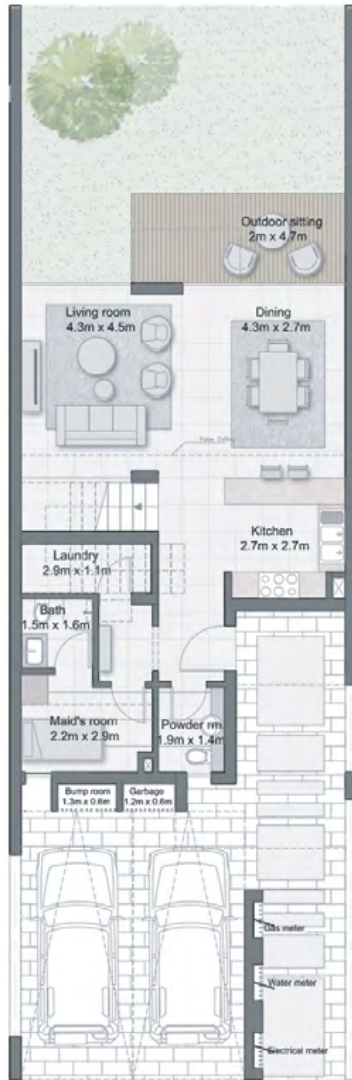 Outdoor sitting
2m x 4.7m
Living room
4.3m x 4.5m
Dining
4.3m x 2.7m
False Ceiling
Kitchen
2.7m x 2.7m
Laundry
2.9m x 1.1m
Bath
1.5m x 1.6m
Maid's room
2.2m x 2.9m
Powder rm.
1.9m x 1.4m
Bump room
1.3m x 0.6m
Garbage
1.2m x 0.6m
Gas meter
Water meter
Electrical meter